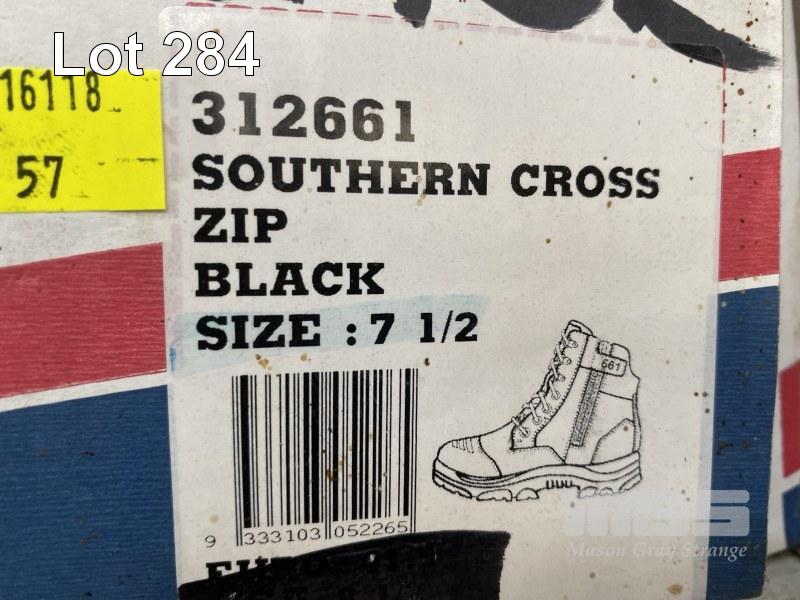 Lot 284
16118
57
312661
SOUTHERN CROSS
ZIP
BLACK
SIZE : 7 1/2
661
9 333103 052265
MGS
Mason Gray Strange